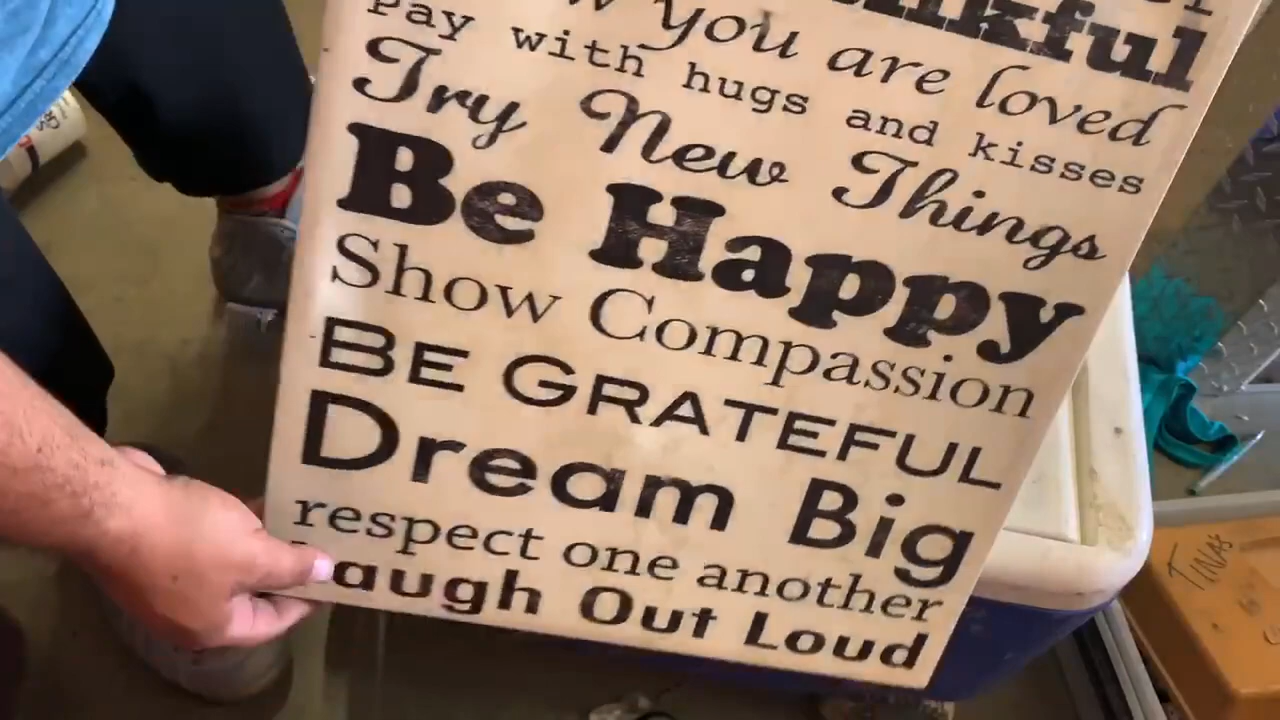 you are loved
Pay with hugs and kisses
Try New Things
Be Happy
Show Compassion
BE GRATEFUL
Dream Big
respect one another
Laugh Out Loud
TINAS